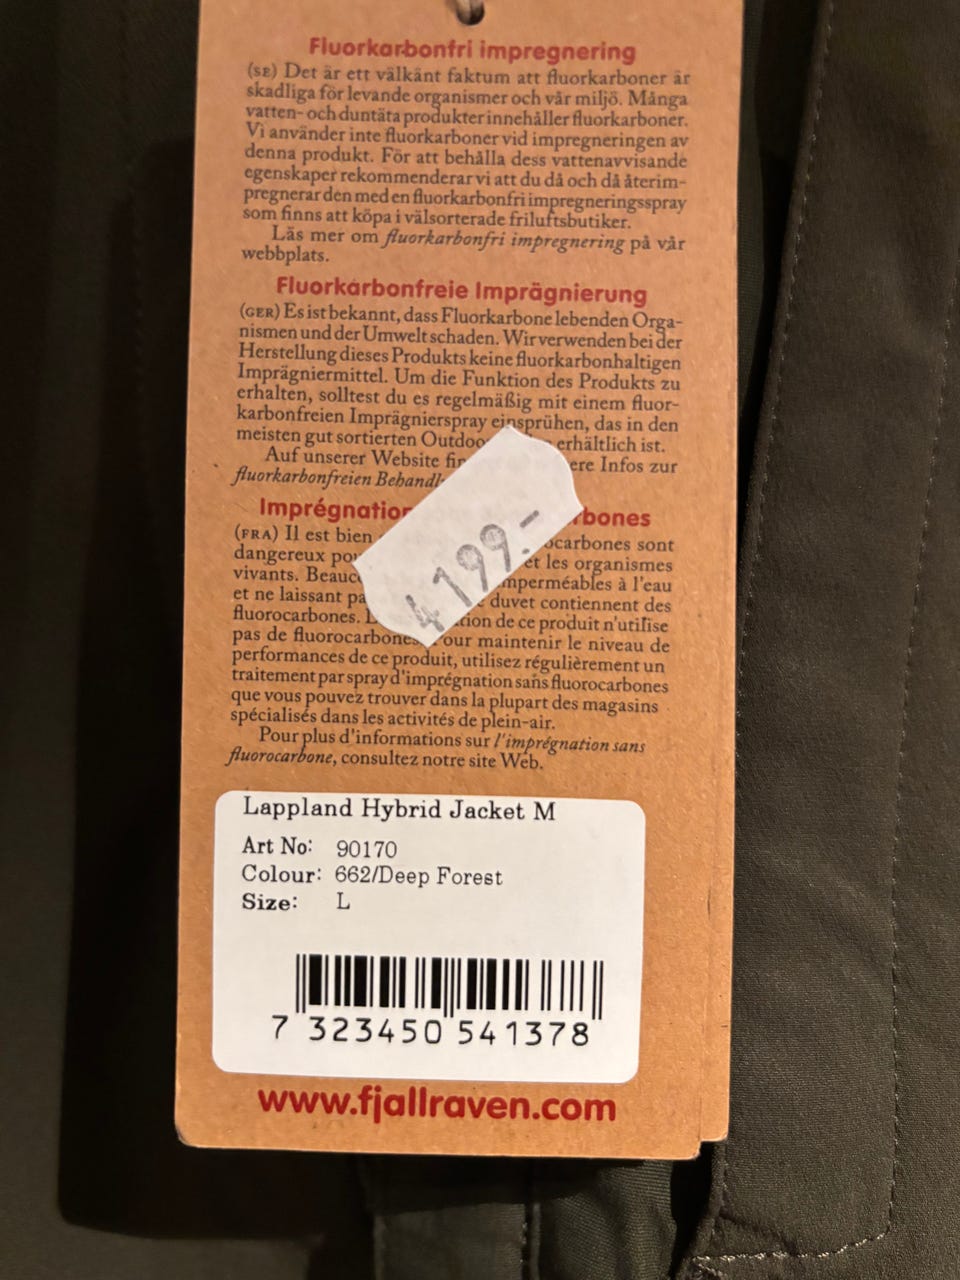 Fluorkarbonfri impregnering
(SE) Det är ett välkänt faktum att fluorkarboner är
skadliga för levande organismer och vår miljö. Många
vatten- och duntäta produkter innehåller fluorkarboner.
Vi använder inte fluorkarboner vid impregneringen av
denna produkt. För att behålla dess vattenavvisande
egenskaper rekommenderar vi att du då och då återim-
pregnerar den med en fluorkarbonfri impregneringsspray
som finns att köpa i välsorterade friluftsbutiker.
Läs mer om fluorkarbonfri impregnering på vår
webbplats.
Fluorkarbonfreie Imprägnierung
(GER) Es ist bekannt, dass Fluorkarbone lebenden Orga-
nismen und der Umwelt schaden. Wir verwenden bei der
Herstellung dieses Produkts keine fluorkarbonhaltigen
Imprägniermittel. Um die Funktion des Produkts zu
erhalten, solltest du es regelmäßig mit einem fluor-
karbonfreien Imprägnierspray einsprühen, das in den
meisten gut sortierten Outdoo erhältlich ist.
Auf unserer Website fin ere Infos zur
fluorkarbonfreien Behandl
Imprégnation rbones
(FRA) Il est bien ocarbones sont
dangereux pou et les organismes
vivants. Beauc imperméables à l'eau
et ne laissant pa duvet contiennent des
fluorocarbones. L tion de ce produit n'utilise
pas de fluorocarbones. Pour maintenir le niveau de
performances de ce produit, utilisez régulièrement un
traitement par spray d'imprégnation sans fluorocarbones
que vous pouvez trouver dans la plupart des magasins
spécialisés dans les activités de plein-air.
Pour plus d'informations sur l'imprégnation sans
fluorocarbone, consultez notre site Web.
4199.-
Lappland Hybrid Jacket M
Art No: 90170
Colour: 662/Deep Forest
Size: L
7 323450 541378
www.fjallraven.com